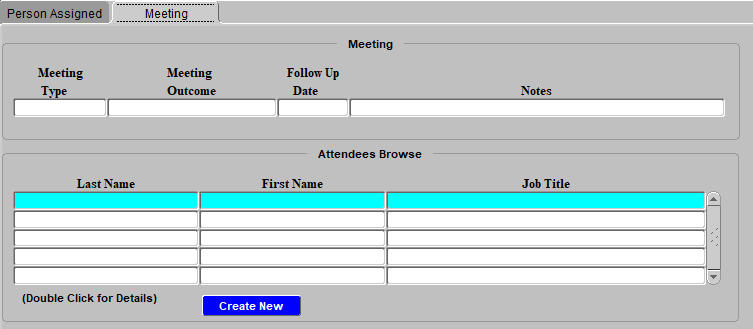 Person Assigned Meeting
Meeting
Meeting Meeting Follow Up
Type Outcome Date Notes
Attendees Browse
Last Name First Name Job Title
(Double Click for Details)
Create New